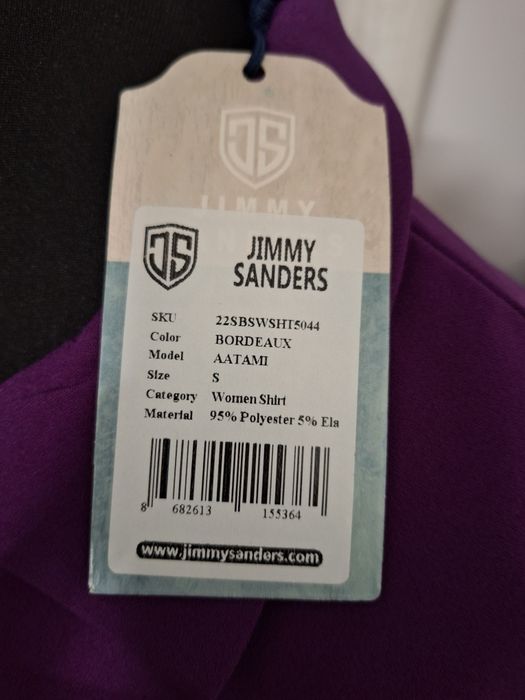 JS
JIMMY
JS
JIMMY
SANDERS
SKU 22SBSWSHT5044
Color BORDEAUX
Model AATAMI
Size S
Category Women Shirt
Material 95% Polyester 5% Ela
8 682613 155364
www.jimmysanders.com